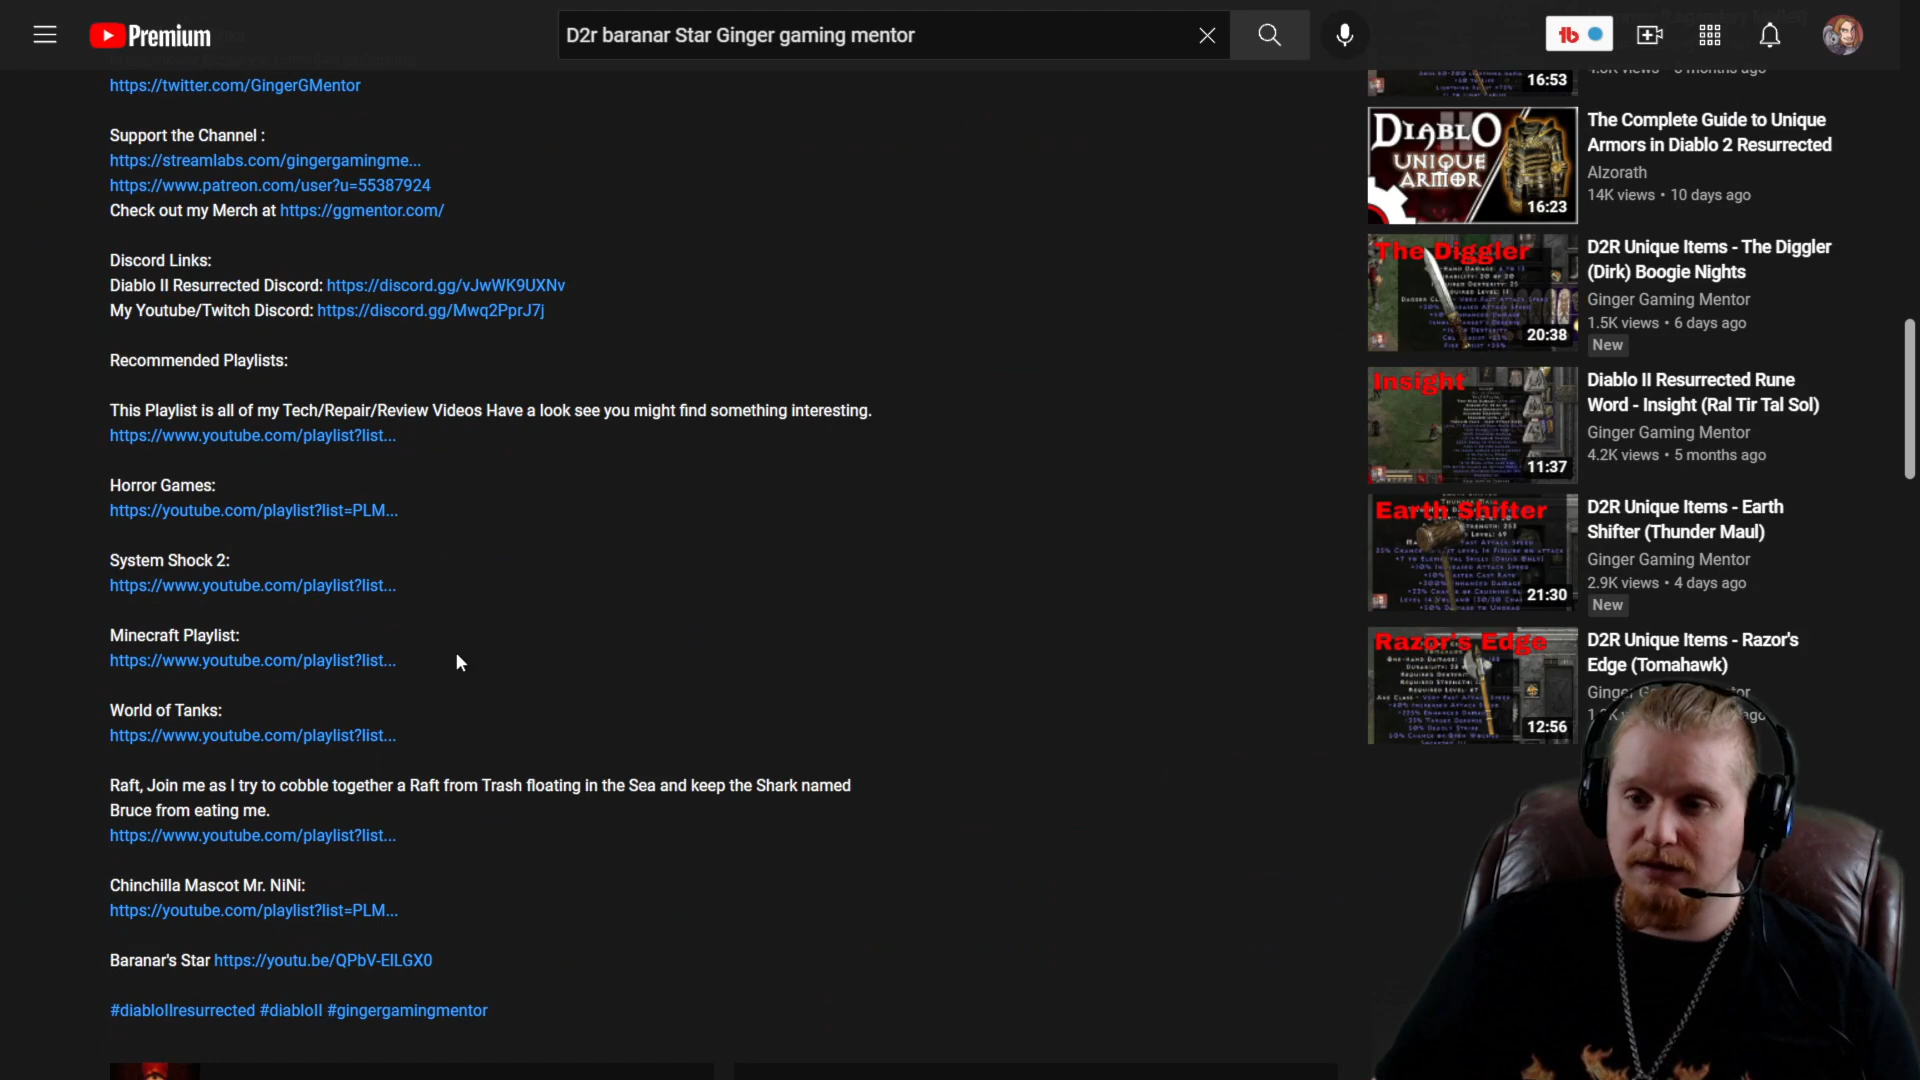 Premium
D2r baranar Star Ginger gaming mentor
https://twitter.com/GingerGMentor
Support the Channel :
https://streamlabs.com/gingergamingme...
https://www.patreon.com/user?u=55387924
Check out my Merch at https://ggmentor.com/
Discord Links:
Diablo II Resurrected Discord: https://discord.gg/vJwWK9UXNv
My Youtube/Twitch Discord: https://discord.gg/Mwq2PprJ7j
Recommended Playlists:
This Playlist is all of my Tech/Repair/Review Videos Have a look see you might find something interesting.
https://www.youtube.com/playlist?list...
Horror Games:
https://youtube.com/playlist?list=PLM...
System Shock 2:
https://www.youtube.com/playlist?list...
Minecraft Playlist:
https://www.youtube.com/playlist?list...
World of Tanks:
https://www.youtube.com/playlist?list...
Raft, Join me as I try to cobble together a Raft from Trash floating in the Sea and keep the Shark named
Bruce from eating me.
https://www.youtube.com/playlist?list...
Chinchilla Mascot Mr. NiNi:
https://youtube.com/playlist?list=PLM...
Baranar's Star https://youtu.be/QPbV-EILGX0
#diabloIIresurrected #diabloII #gingergamingmentor
16:53
DIABLO
UNIQUE
ARMOR
16:23
The Complete Guide to Unique
Armors in Diablo 2 Resurrected
Alzorath
14K views • 10 days ago
The Diggler
20:38
D2R Unique Items - The Diggler
(Dirk) Boogie Nights
Ginger Gaming Mentor
1.5K views • 6 days ago
New
Insight
11:37
Diablo II Resurrected Rune
Word - Insight (Ral Tir Tal Sol)
Ginger Gaming Mentor
4.2K views • 5 months ago
Earth Shifter
21:30
D2R Unique Items - Earth
Shifter (Thunder Maul)
Ginger Gaming Mentor
2.9K views • 4 days ago
New
Razor's Edge
12:56
D2R Unique Items - Razor's
Edge (Tomahawk)